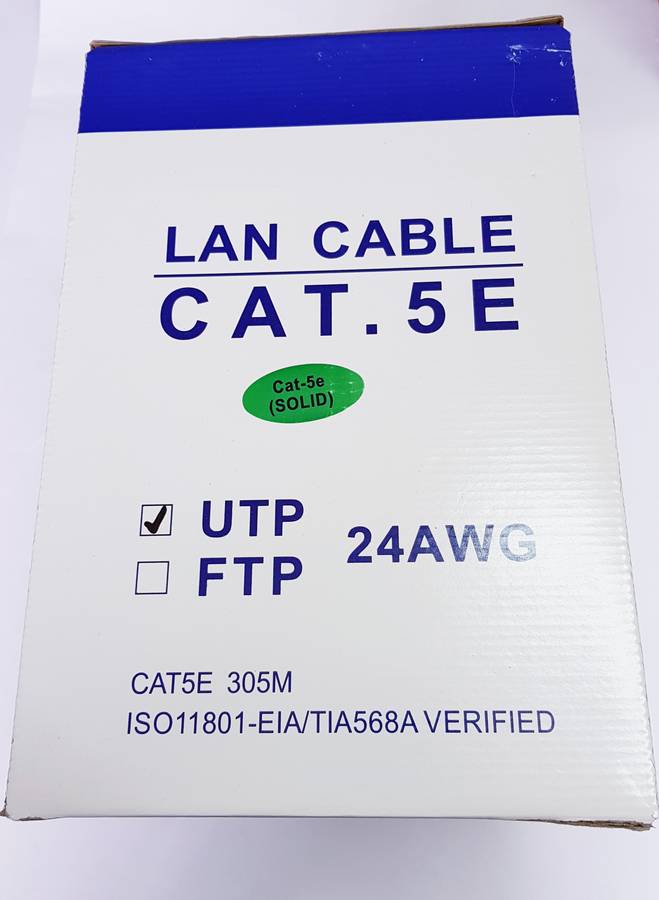 LAN CABLE
CAT.5E
Cat-5e
(SOLID)
UTP
24AWG
FTP
CAT5E 305M
ISO11801-EIA/TIA568A VERIFIED